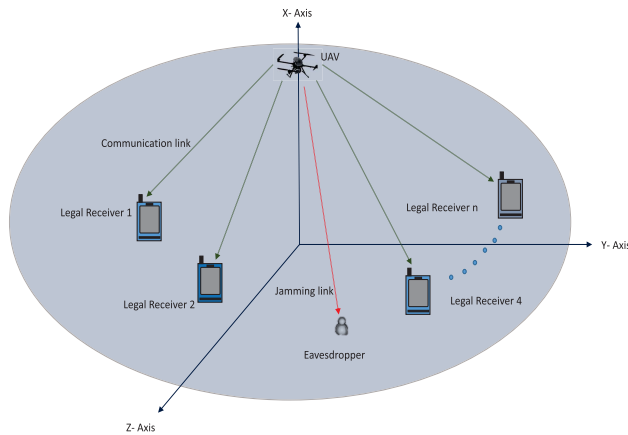 X- Axis
UAV
Communication link
Legal Receiver 1
Legal Receiver n
Y- Axis
Jamming link
Legal Receiver 2
Legal Receiver 4
Eavesdropper
Z- Axis